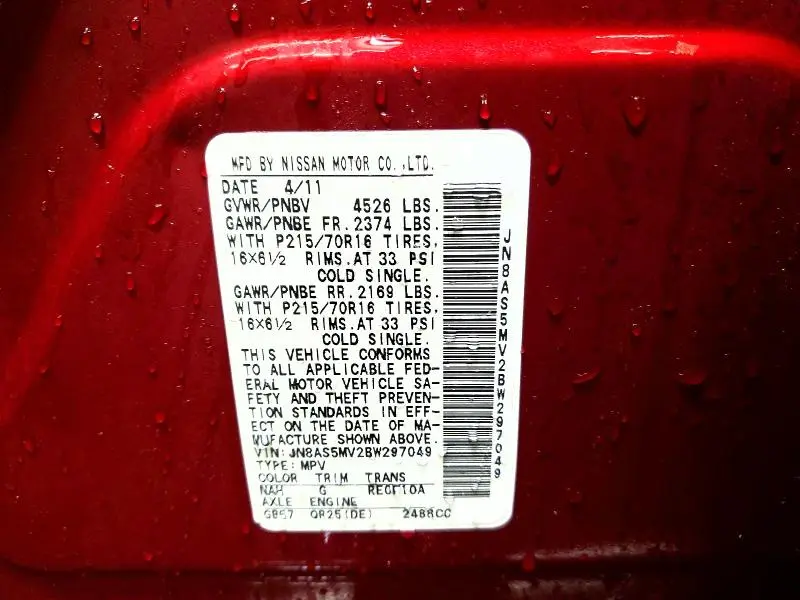 MFD BY NISSAN MOTOR CO.,LTD.
DATE 4/11
GVWR/PNBV 4526 LBS.
GAWR/PNBE FR.2374 LBS.
WITH P215/70R16 TIRES,
16X6½ RIMS.AT 33 PSI
COLD SINGLE.
GAWR/PNBE RR.2169 LBS.
WITH P215/70R16 TIRES,
16X6½ RIMS.AT 33 PSI
COLD SINGLE.
THIS VEHICLE CONFORMS
TO ALL APPLICABLE FED-
ERAL MOTOR VEHICLE SA-
FETY AND THEFT PREVEN-
TION STANDARDS IN EFF-
ECT ON THE DATE OF MA-
NUFACTURE SHOWN ABOVE.
VIN:JN8AS5MV2BW297049
TYPE:MPV
COLOR TRIM TRANS
NAH G RE0F10A
AXLE ENGINE
GB57 QR25(DE) 2488CC
JN8AS5MV2BW297049